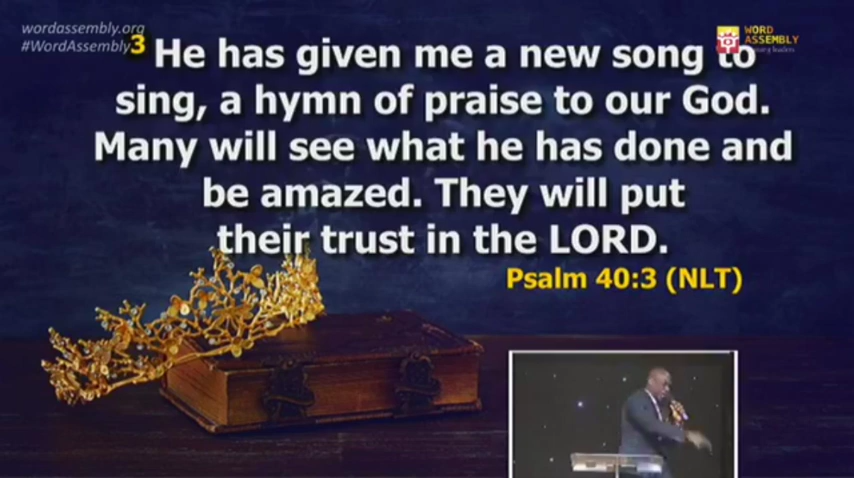 wordassembly.org
#WordAssembly
3 He has given me a new song to
sing, a hymn of praise to our God.
Many will see what he has done and
be amazed. They will put
their trust in the LORD.
Psalm 40:3 (NLT)
WORD
ASSEMBLY
leaders